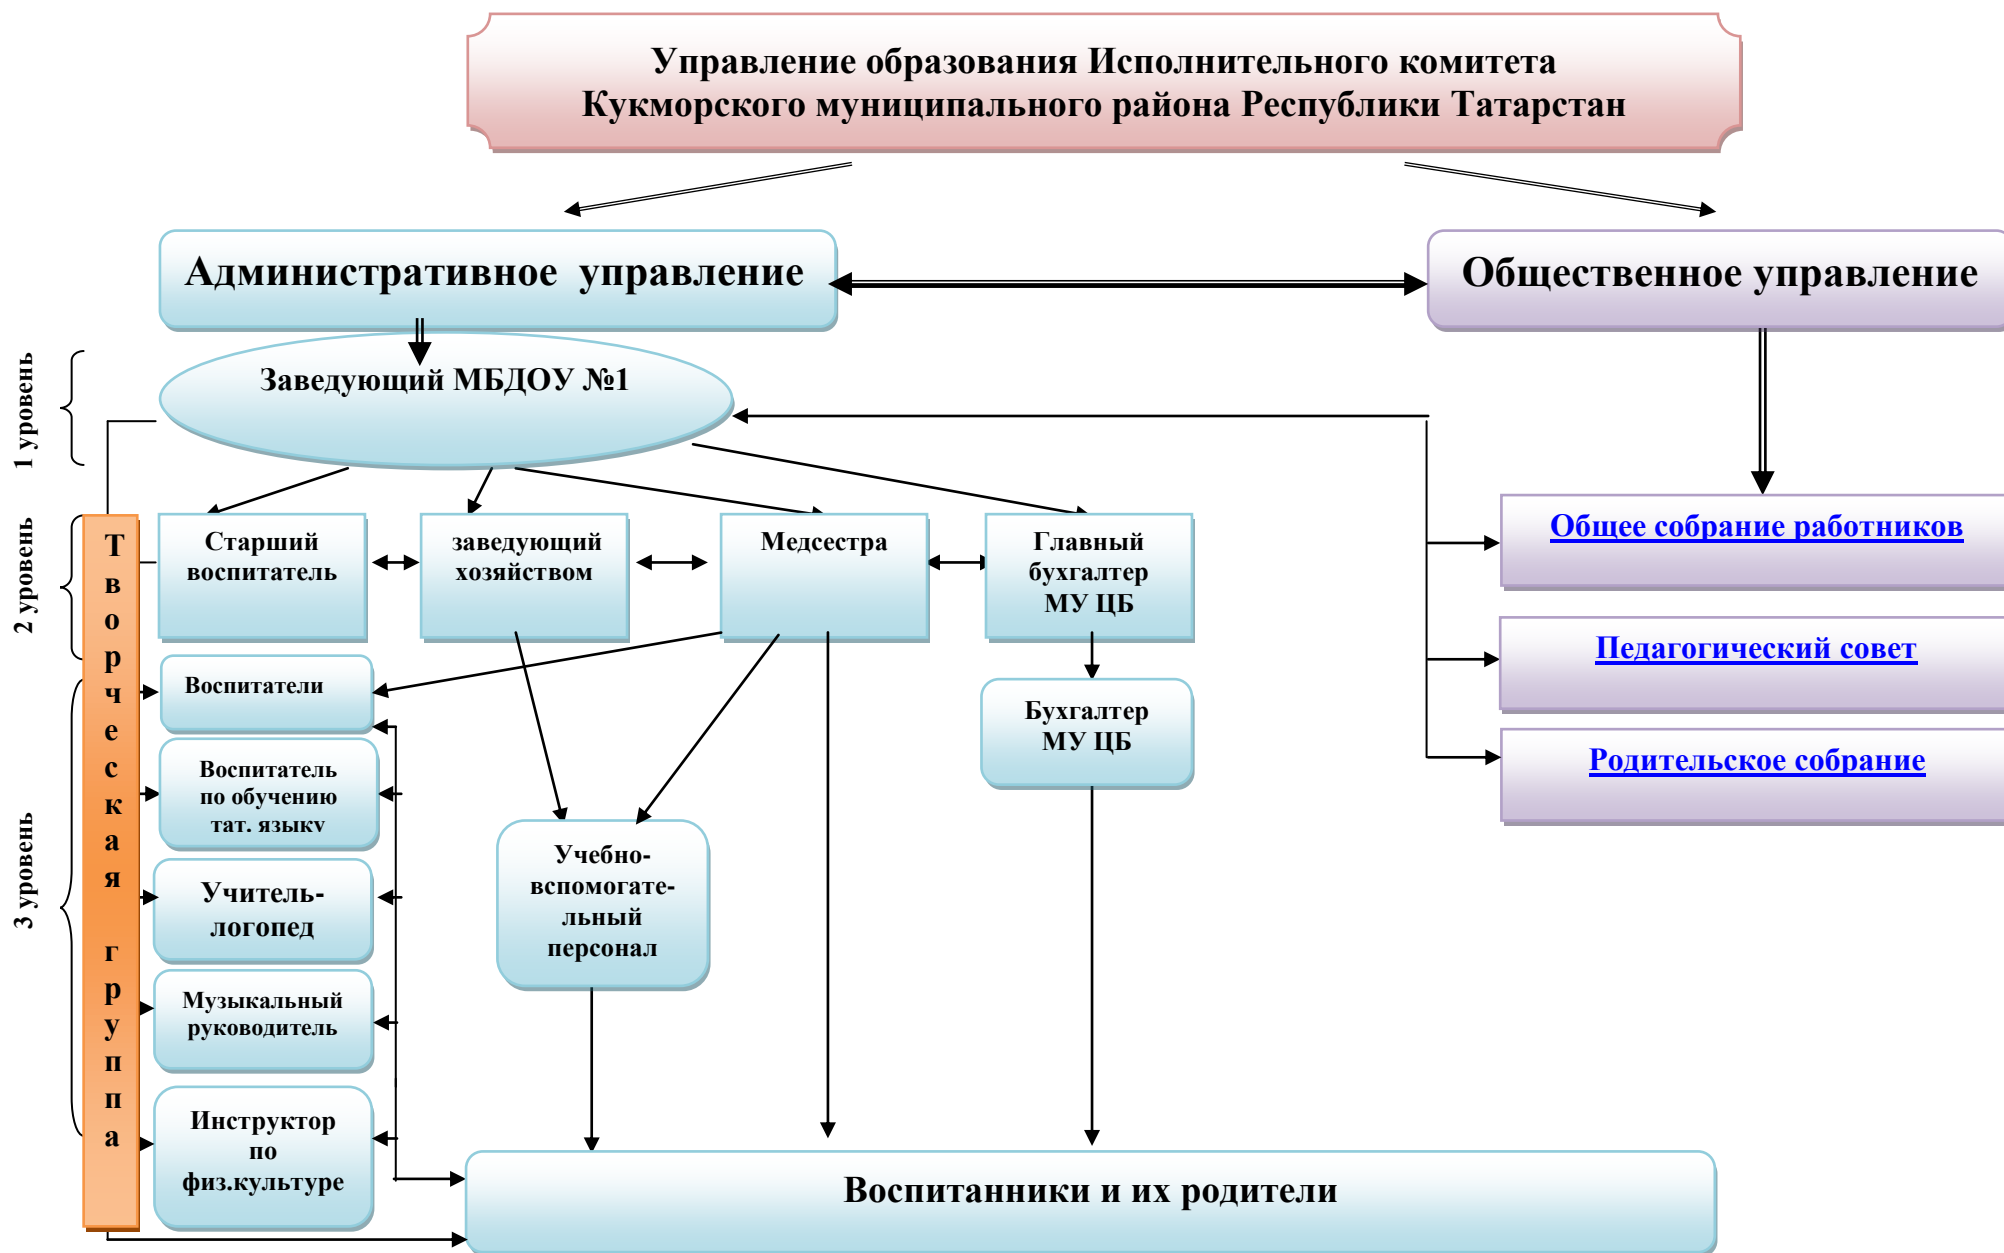 Управление образования Исполнительного комитета
Кукморского муниципального района Республики Татарстан
Административное управление
Общественное управление
1 уровень
Заведующий МБДОУ №1
2 уровень
Творческая группа
Старший
воспитатель
заведующий
хозяйством
Медсестра
Главный
бухгалтер
МУ ЦБ
Общее собрание работников
Педагогический совет
Родительское собрание
3 уровень
Воспитатели
Бухгалтер
МУ ЦБ
Воспитатель
по обучению
тат. языку
Учитель-
логопед
Учебно-
вспомогате-
льный
персонал
Музыкальный
руководитель
Инструктор
по
физ.культуре
Воспитанники и их родители